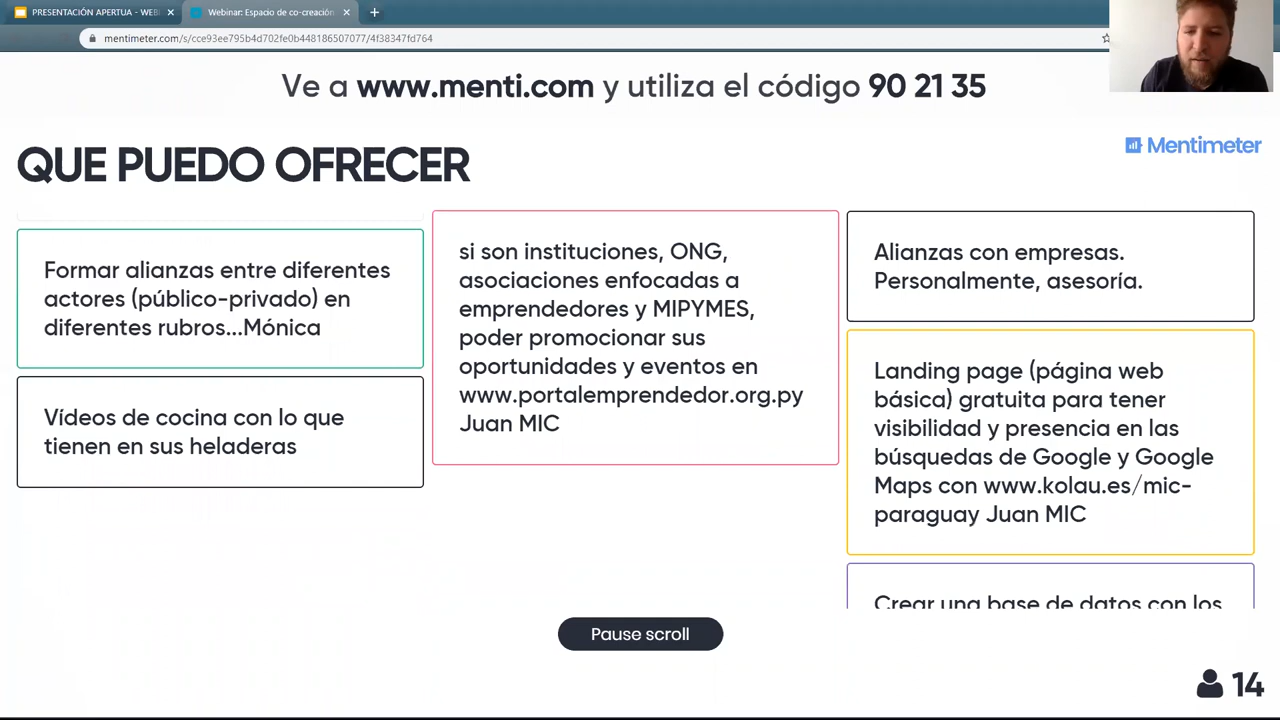 PRESENTACIÓN APERTUA - WEB
Webinar: Espacio de co-creación
mentimeter.com/s/cce93ee795b4d702fe0b448186507077/4f38347fd764
Ve a www.menti.com y utiliza el código 90 21 35
Mentimeter
QUE PUEDO OFRECER
Formar alianzas entre diferentes
actores (público-privado) en
diferentes rubros...Mónica
Vídeos de cocina con lo que
tienen en sus heladeras
si son instituciones, ONG,
asociaciones enfocadas a
emprendedores y MIPYMES,
poder promocionar sus
oportunidades y eventos en
www.portalemprendedor.org.py
Juan MIC
Alianzas con empresas.
Personalmente, asesoría.
Landing page (página web
básica) gratuita para tener
visibilidad y presencia en las
búsquedas de Google y Google
Maps con www.kolau.es/mic-
paraguay Juan MIC
Crear una base de datos con los
Pause scroll
14